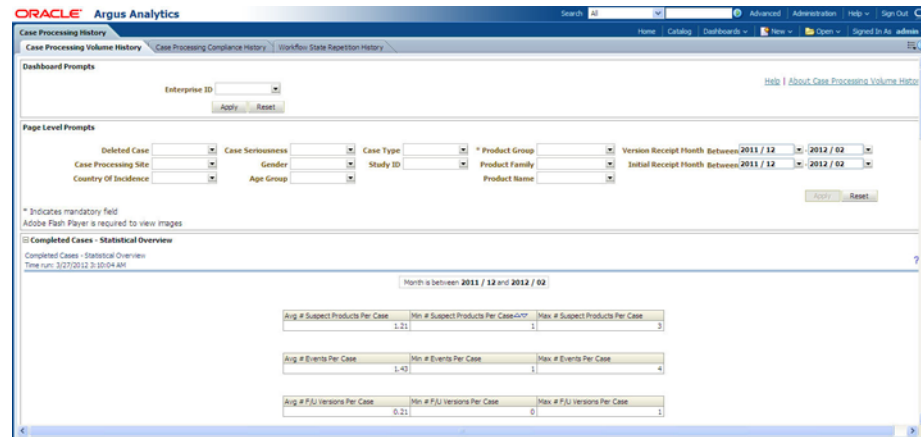 ORACLE® Argus Analytics
Search All Advanced Administration Help Sign Out
Case Processing History
Home Catalog Dashboards New Open Signed In As admin
Case Processing Volume History Case Processing Compliance History Workflow State Repetition History
Dashboard Prompts
Help | About Case Processing Volume Histor
Enterprise ID
Apply Reset
Page Level Prompts
Deleted Case Case Seriousness Case Type * Product Group Version Receipt Month Between 2011 / 12 - 2012 / 02
Case Processing Site Gender Study ID Product Family Initial Receipt Month Between 2011 / 12 - 2012 / 02
Country Of Incidence Age Group Product Name
Apply Reset
* Indicates mandatory field
Adobe Flash Player is required to view images
Completed Cases - Statistical Overview
Completed Cases - Statistical Overview
Time run: 3/27/2012 3:10:04 AM
?
Month is between 2011 / 12 and 2012 / 02
Avg # Suspect Products Per Case Min # Suspect Products Per Case Max # Suspect Products Per Case
1.21 1 3
Avg # Events Per Case Min # Events Per Case Max # Events Per Case
1.43 1 4
Avg # F/U Versions Per Case Min # F/U Versions Per Case Max # F/U Versions Per Case
0.21 0 1